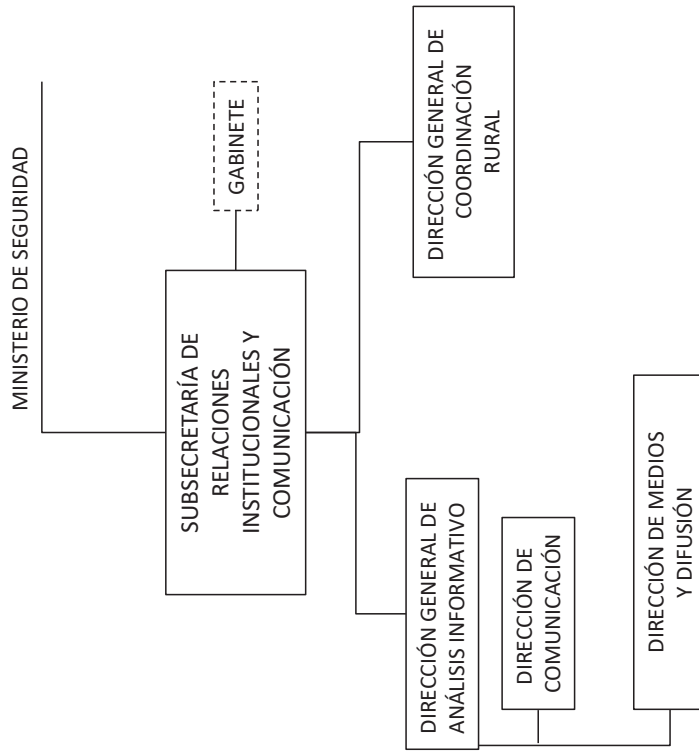 MINISTERIO DE SEGURIDAD
SUBSECRETARÍA DE
RELACIONES
INSTITUCIONALES Y
COMUNICACIÓN
GABINETE
DIRECCIÓN GENERAL DE
ANÁLISIS INFORMATIVO
DIRECCIÓN GENERAL DE
COORDINACIÓN
RURAL
DIRECCIÓN DE
COMUNICACIÓN
DIRECCIÓN DE MEDIOS
Y DIFUSIÓN